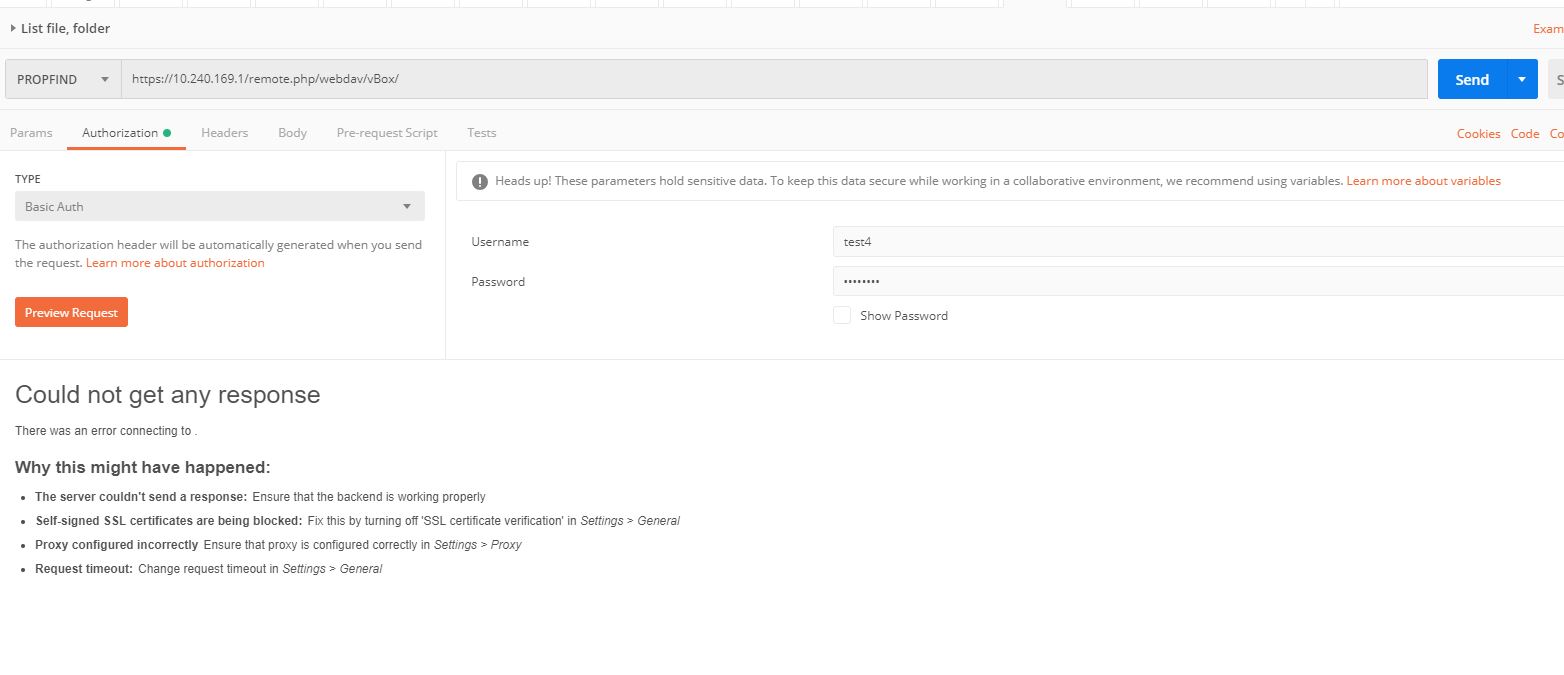 List file, folder
Exam
PROPFIND
https://10.240.169.1/remote.php/webdav/vBox/
Send
S
Params
Authorization
Headers
Body
Pre-request Script
Tests
Cookies
Code
Co
TYPE
Basic Auth
The authorization header will be automatically generated when you send
the request. Learn more about authorization
Preview Request
! Heads up! These parameters hold sensitive data. To keep this data secure while working in a collaborative environment, we recommend using variables. Learn more about variables
Username
test4
Password
••••••••
Show Password
Could not get any response
There was an error connecting to .
Why this might have happened:
• The server couldn't send a response: Ensure that the backend is working properly
• Self-signed SSL certificates are being blocked: Fix this by turning off 'SSL certificate verification' in Settings > General
• Proxy configured incorrectly Ensure that proxy is configured correctly in Settings > Proxy
• Request timeout: Change request timeout in Settings > General